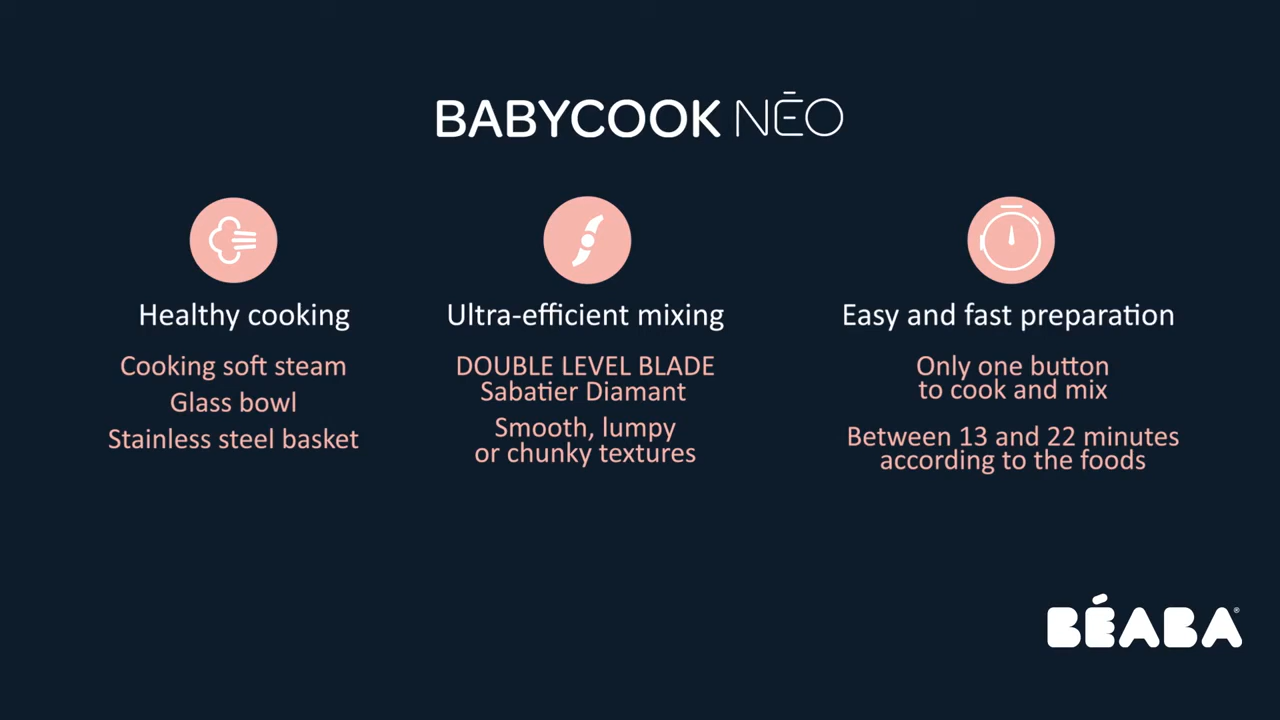 BABYCOOK NĒO
Healthy cooking
Cooking soft steam
Glass bowl
Stainless steel basket
Ultra-efficient mixing
DOUBLE LEVEL BLADE
Sabatier Diamant
Smooth, lumpy
or chunky textures
Easy and fast preparation
Only one button
to cook and mix
Between 13 and 22 minutes
according to the foods
BÉABA®